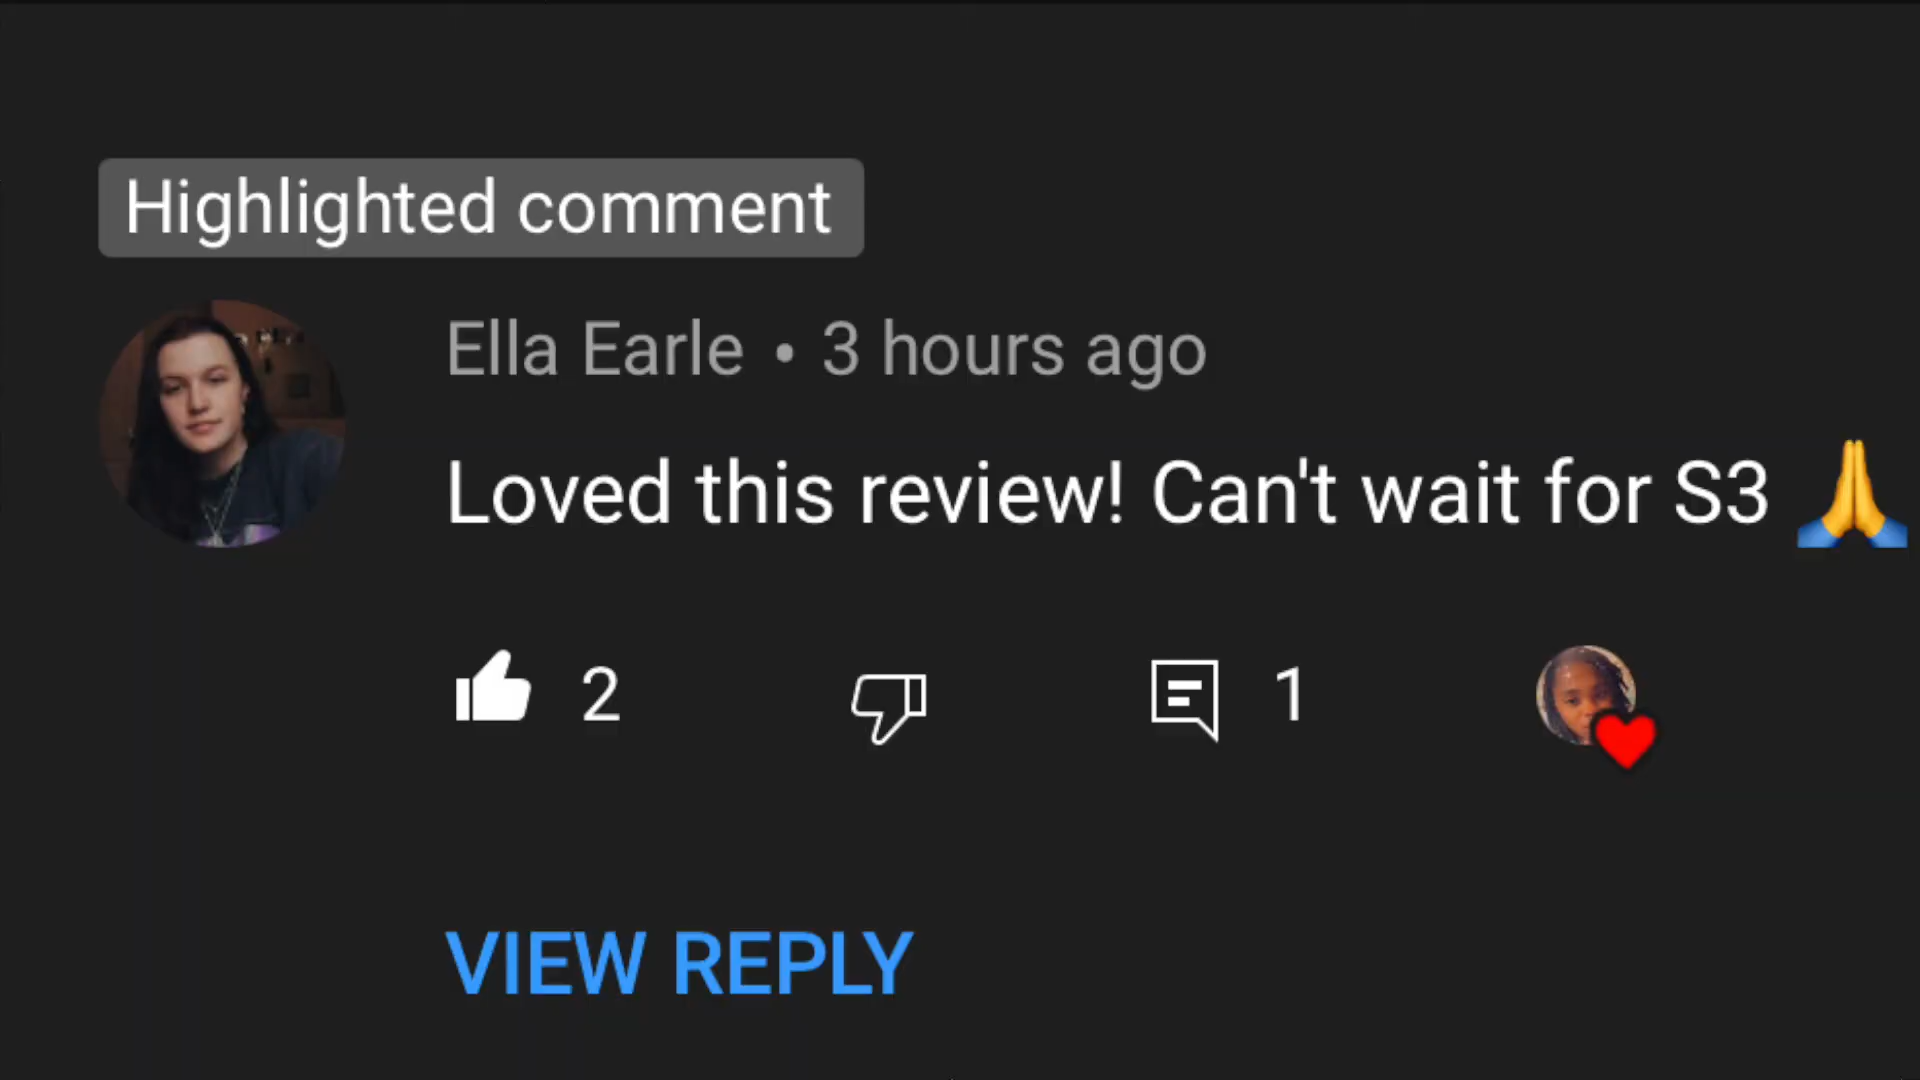 Highlighted comment
Ella Earle • 3 hours ago
Loved this review! Can't wait for S3 🙏
2
1
VIEW REPLY